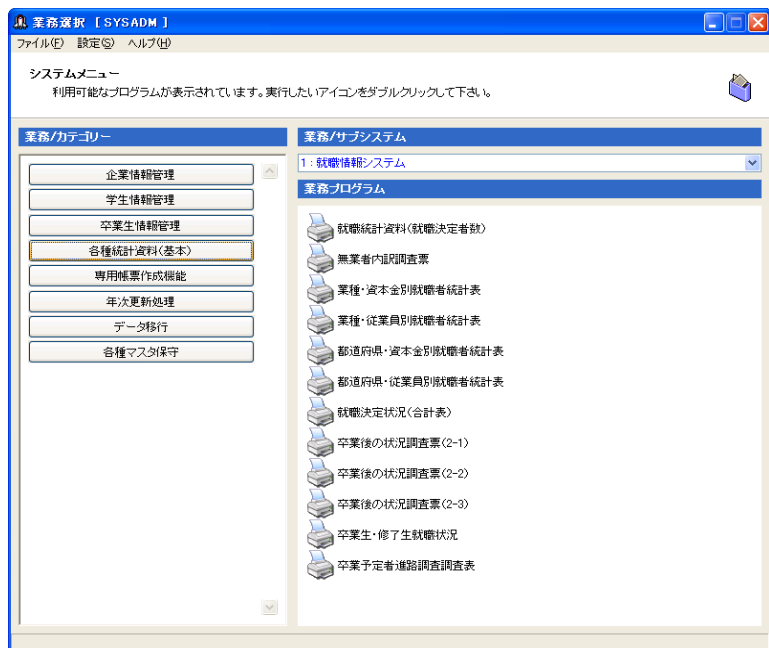 業務選択 [ SYSADM ]
ファイル(F) 設定(S) ヘルプ(H)
システムメニュー
利用可能なプログラムが表示されています。実行したいアイコンをダブルクリックして下さい。
業務/カテゴリー
企業情報管理
学生情報管理
卒業生情報管理
各種統計資料(基本)
専用帳票作成機能
年次更新処理
データ移行
各種マスタ保守
業務/サブシステム
1:就職情報システム
業務プログラム
就職統計資料(就職決定者数)
無業者内訳調査票
業種・資本金別就職者統計表
業種・従業員別就職者統計表
都道府県・資本金別就職者統計表
都道府県・従業員別就職者統計表
就職決定状況(合計表)
卒業後の状況調査票(2-1)
卒業後の状況調査票(2-2)
卒業後の状況調査票(2-3)
卒業生・修了生就職状況
卒業予定者進路調査調査表